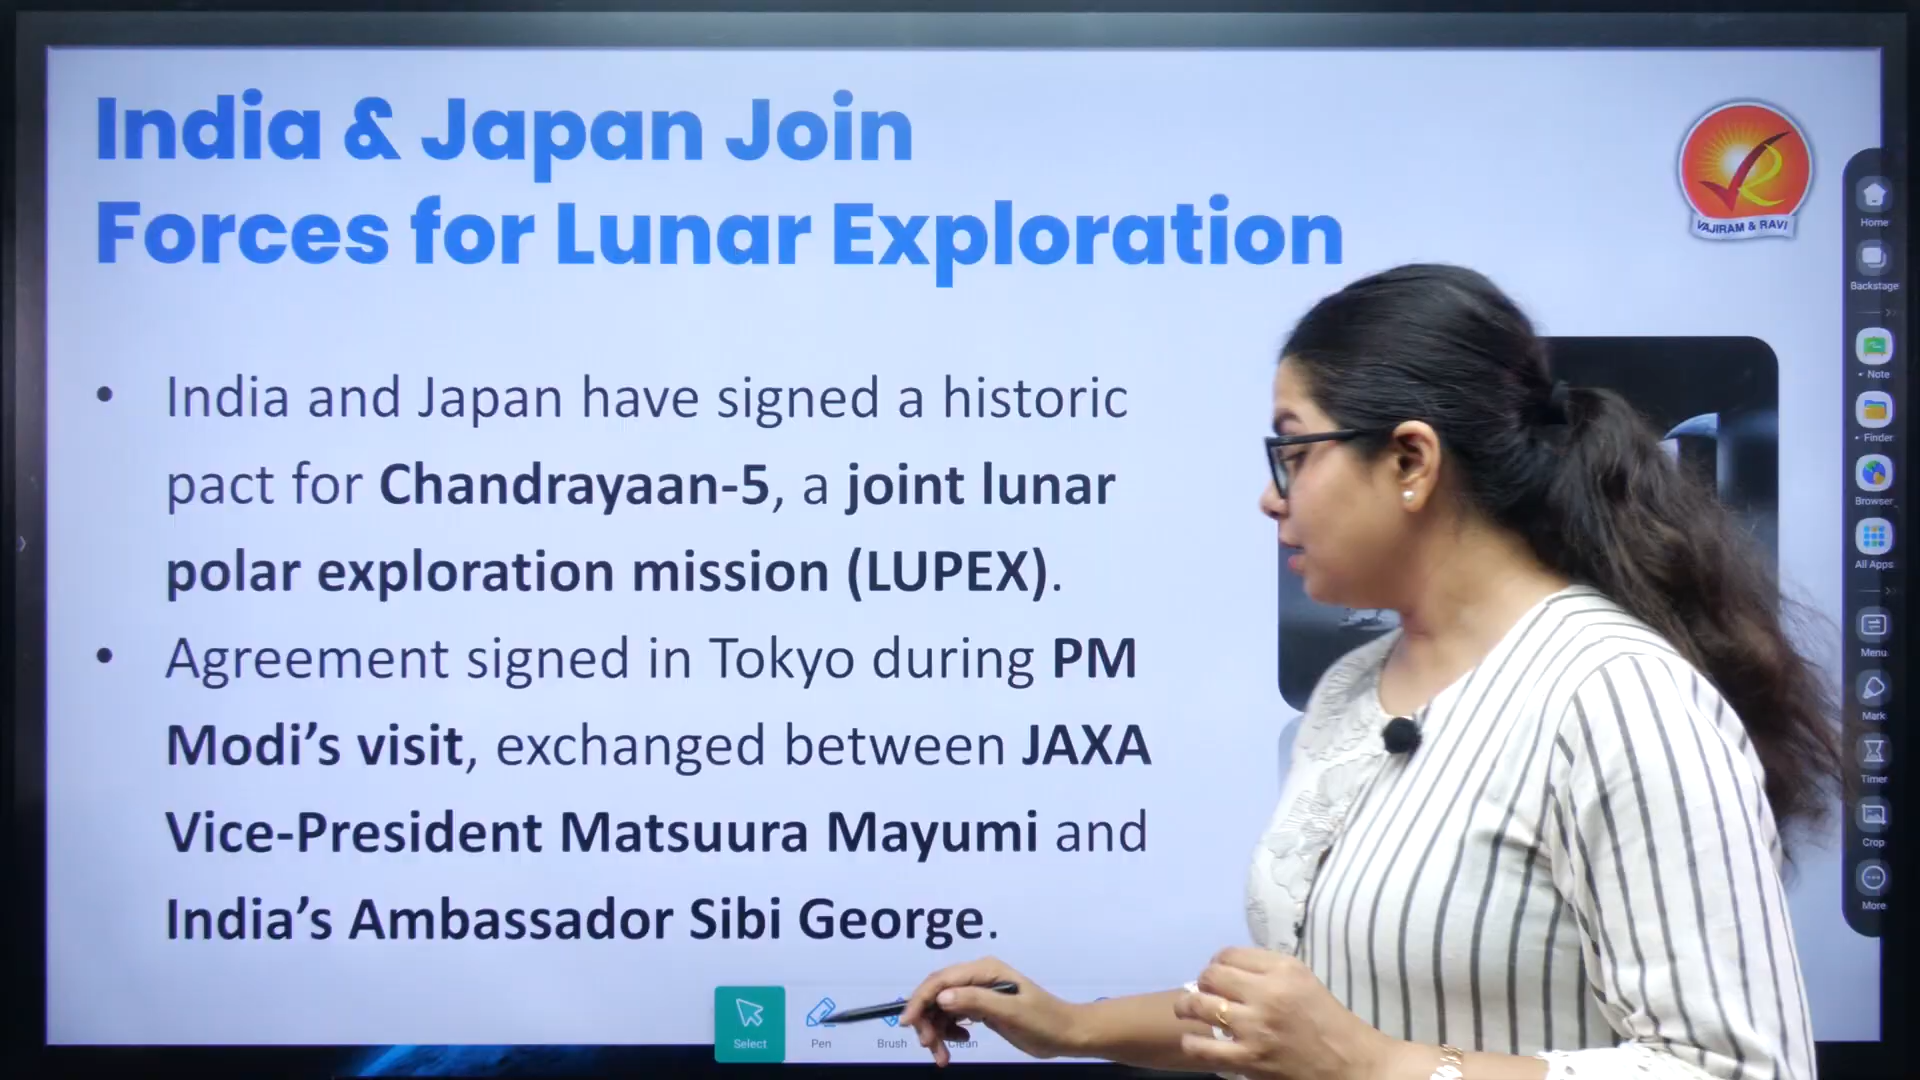 India & Japan Join
Forces for Lunar Exploration
VAJIRAM & RAVI
• India and Japan have signed a historic
pact for Chandrayaan-5, a joint lunar
polar exploration mission (LUPEX).
• Agreement signed in Tokyo during PM
Modi’s visit, exchanged between JAXA
Vice-President Matsuura Mayumi and
India’s Ambassador Sibi George.
Home
Backstage
Note
Finder
Browser
All Apps
Menu
Mark
Timer
Crop
More
Select
Pen
Brush
Clean